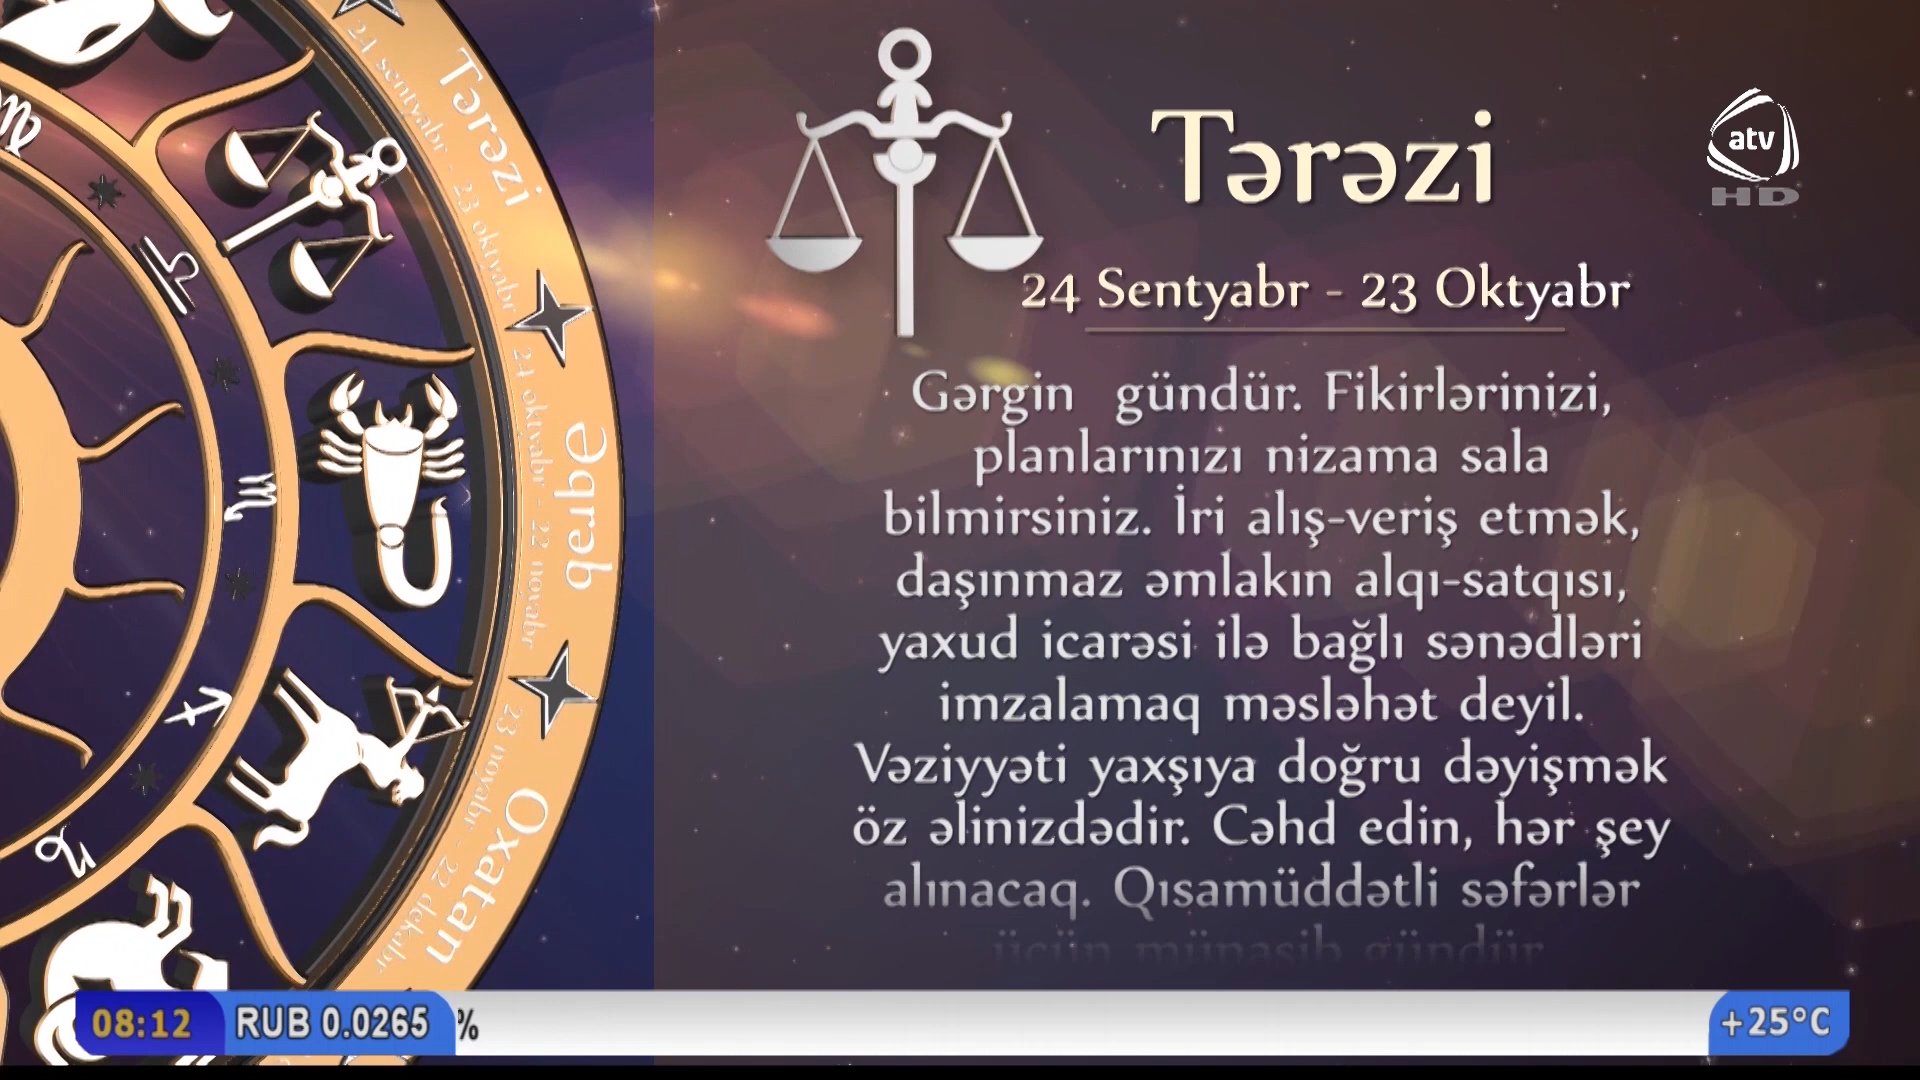 Tərəzi
24 sentyabr - 23 oktyabr
Əqrəb
24 oktyabr - 22 noyabr
Oxatan
23 noyabr - 22 dekabr
Tərəzi
24 Sentyabr - 23 Oktyabr
atv
HD
Gərgin gündür. Fikirlərinizi,
planlarınızı nizama sala
bilmirsiniz. İri alış-veriş etmək,
daşınmaz əmlakın alqı-satqısı,
yaxud icarəsi ilə bağlı sənədləri
imzalamaq məsləhət deyil.
Vəziyyəti yaxşıya doğru dəyişmək
öz əlinizdədir. Cəhd edin, hər şey
alınacaq. Qısamüddətli səfərlər
üçün münasib gündür
08:12 RUB 0.0265 % +25°C